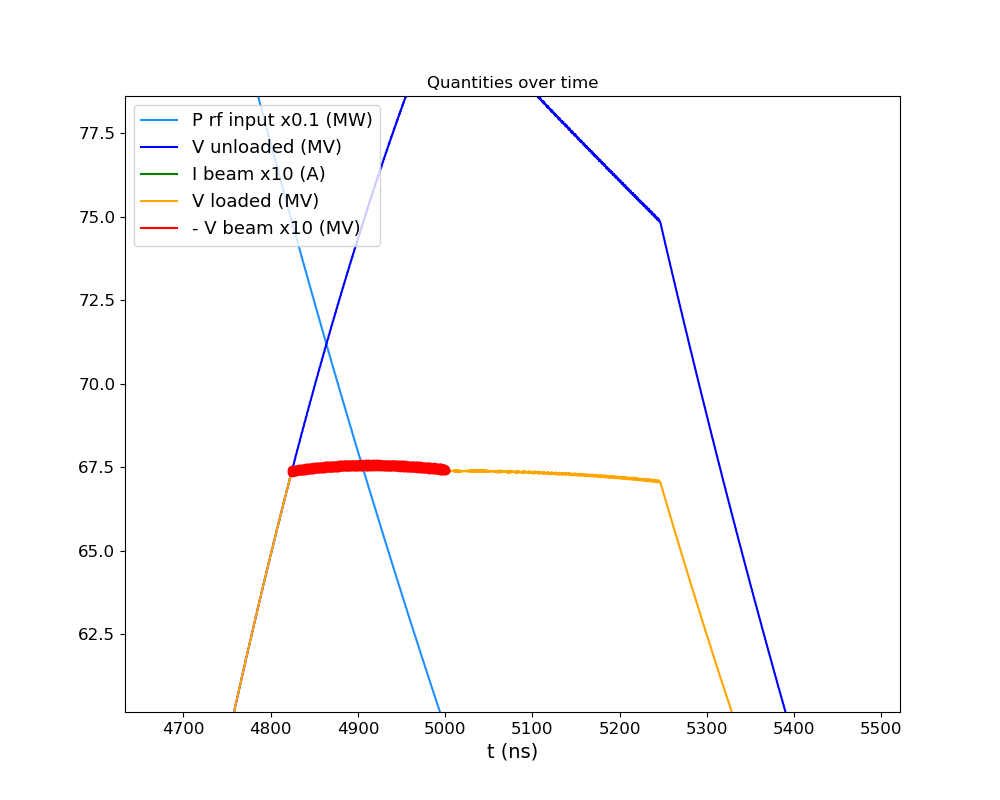 Quantities over time
P rf input x0.1 (MW)
V unloaded (MV)
I beam x10 (A)
V loaded (MV)
- V beam x10 (MV)
77.5
75.0
72.5
70.0
67.5
65.0
62.5
4700 4800 4900 5000 5100 5200 5300 5400 5500
t (ns)